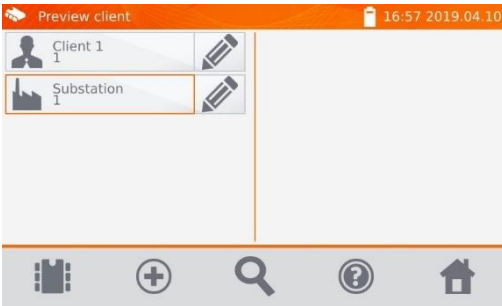 Preview client
16:57 2019.04.10
Client 1
1
Substation
1